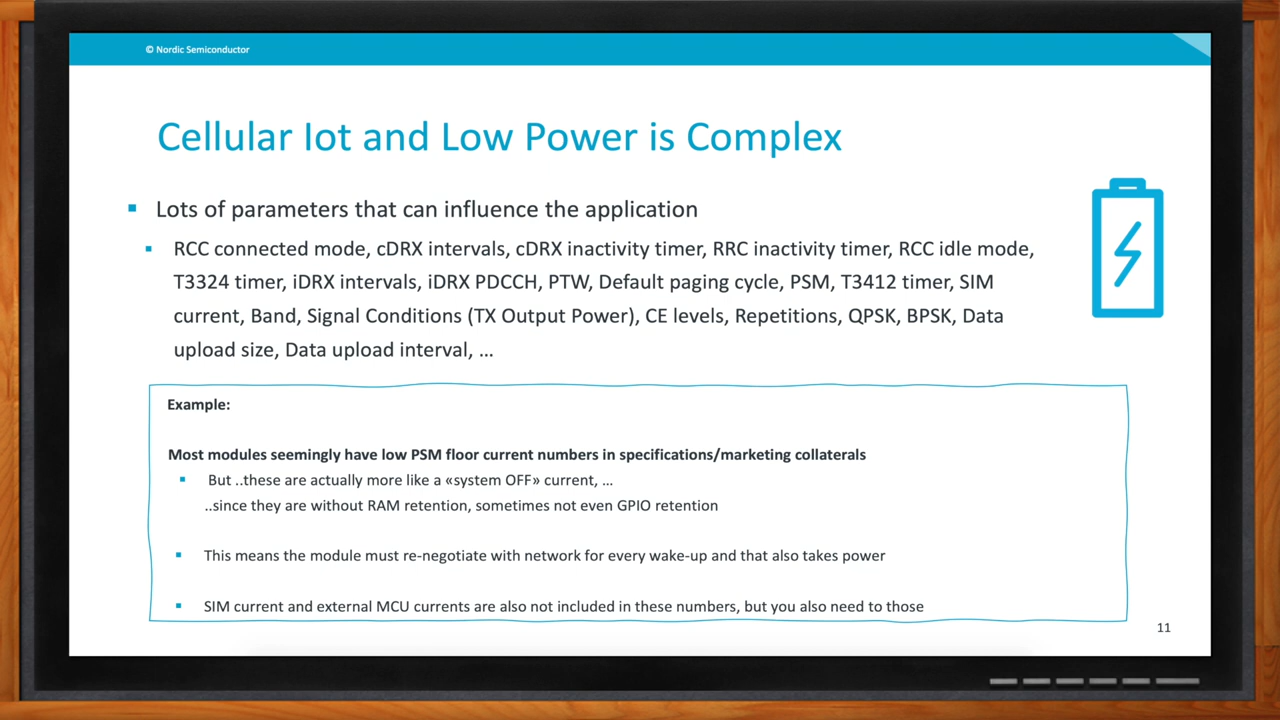 © Nordic Semiconductor
Cellular Iot and Low Power is Complex
Lots of parameters that can influence the application
RCC connected mode, cDRX intervals, cDRX inactivity timer, RRC inactivity timer, RCC idle mode,
T3324 timer, iDRX intervals, iDRX PDCCH, PTW, Default paging cycle, PSM, T3412 timer, SIM
current, Band, Signal Conditions (TX Output Power), CE levels, Repetitions, QPSK, BPSK, Data
upload size, Data upload interval, …
Example:
Most modules seemingly have low PSM floor current numbers in specifications/marketing collaterals
But ..these are actually more like a «system OFF» current, …
..since they are without RAM retention, sometimes not even GPIO retention
This means the module must re-negotiate with network for every wake-up and that also takes power
SIM current and external MCU currents are also not included in these numbers, but you also need to those
11